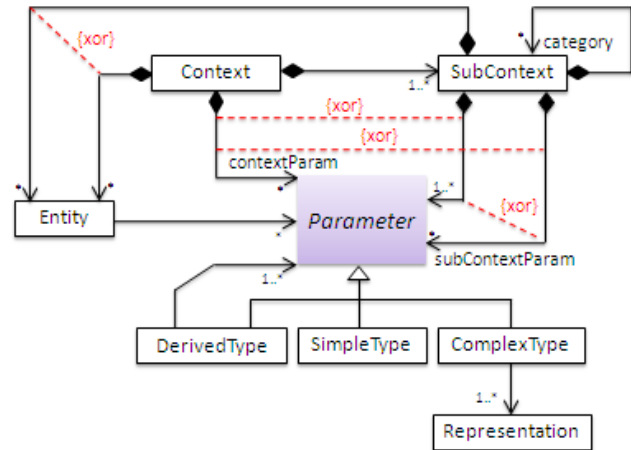 {xor}
* category
Context
SubContext
1..*
{xor}
{xor}
contextParam
* * * 1..*
Entity
Parameter
{xor}
* *
subContextParam
1..*
DerivedType
SimpleType
ComplexType
1..*
Representation